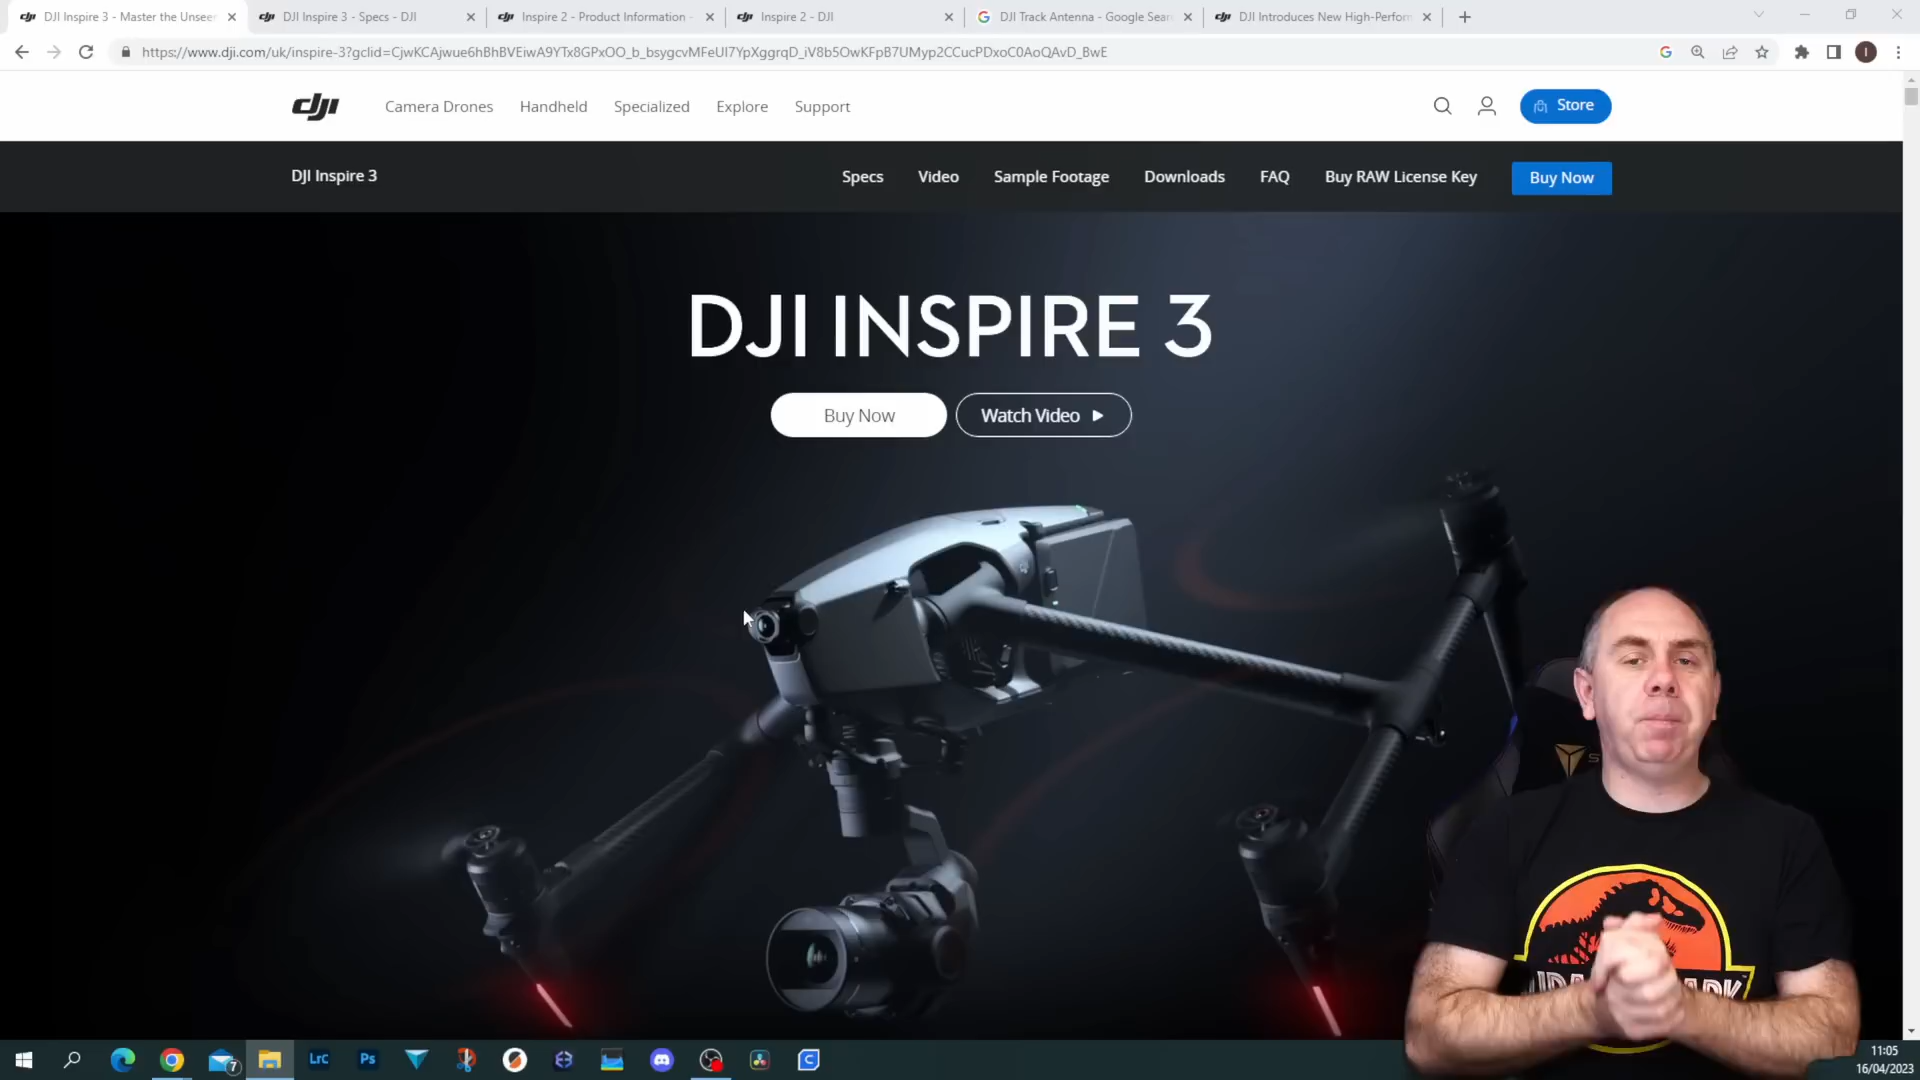 DJI Inspire 3 - Master the Unseen
DJI Inspire 3 - Specs - DJI
Inspire 2 - Product Information -
Inspire 2 - DJI
DJI Track Antenna - Google Sear
DJI Introduces New High-Perform
https://www.dji.com/uk/inspire-3?gclid=CjwKCAjwue6hBhBVEiwA9YTx8GPxOO_b_bsygcvMFeUI7YpXggrqD_iV8b5OwKFpB7UMyp2CCucPDxoC0AoQAvD_BwE
I
dji
Camera Drones
Handheld
Specialized
Explore
Support
Store
DJI Inspire 3
Specs
Video
Sample Footage
Downloads
FAQ
Buy RAW License Key
Buy Now
DJI INSPIRE 3
Buy Now
Watch Video
7
Lrc
Ps
11:05
16/04/2023